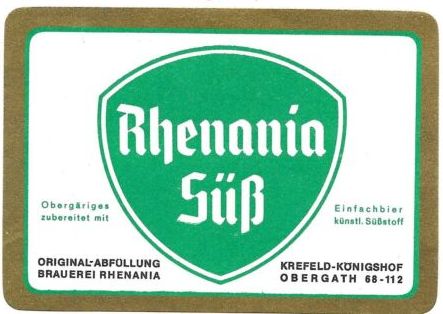 Rhenania
Süß
Obergäriges
zubereitet mit
Einfachbier
künstl. Süßstoff
ORIGINAL-ABFÜLLUNG
BRAUEREI RHENANIA
KREFELD-KÖNIGSHOF
OBERGATH 68-112